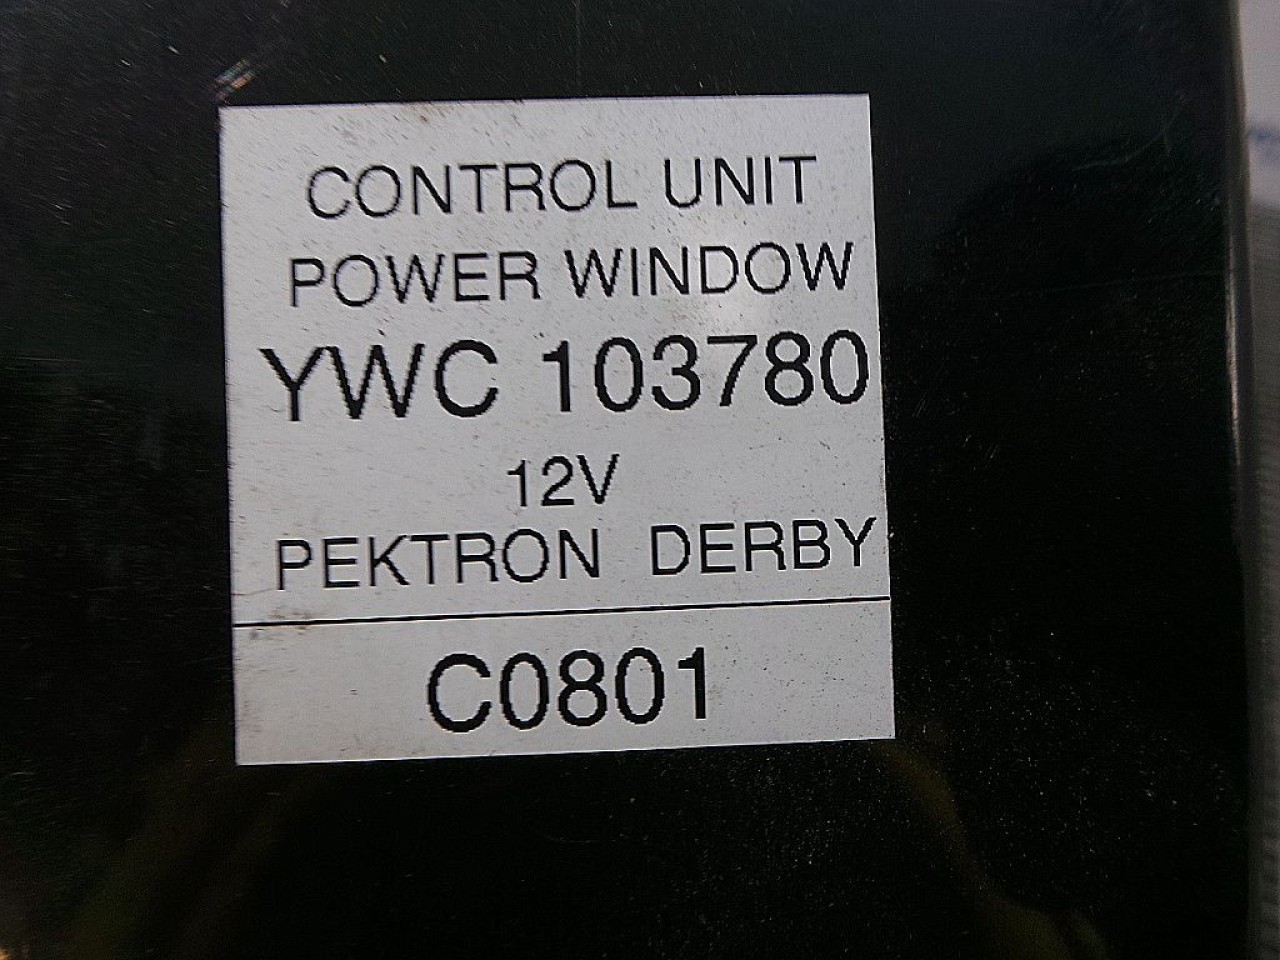 CONTROL UNIT
POWER WINDOW
YWC 103780
12V
PEKTRON DERBY
C0801